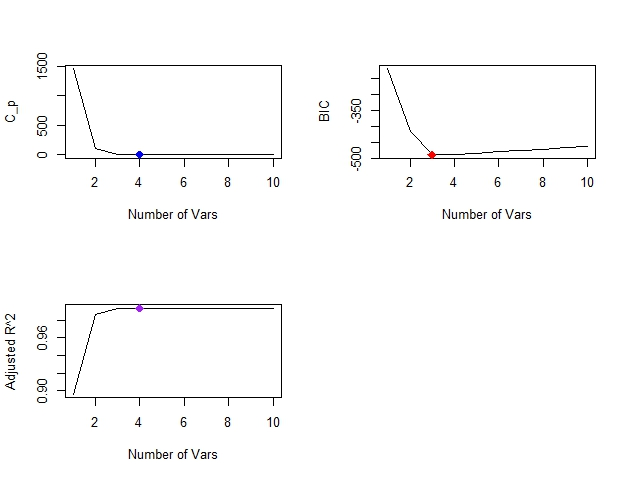 C_p
1500
500
0
2 4 6 8 10
Number of Vars
BIC
-350
-500
2 4 6 8 10
Number of Vars
Adjusted R^2
0.96
0.90
2 4 6 8 10
Number of Vars